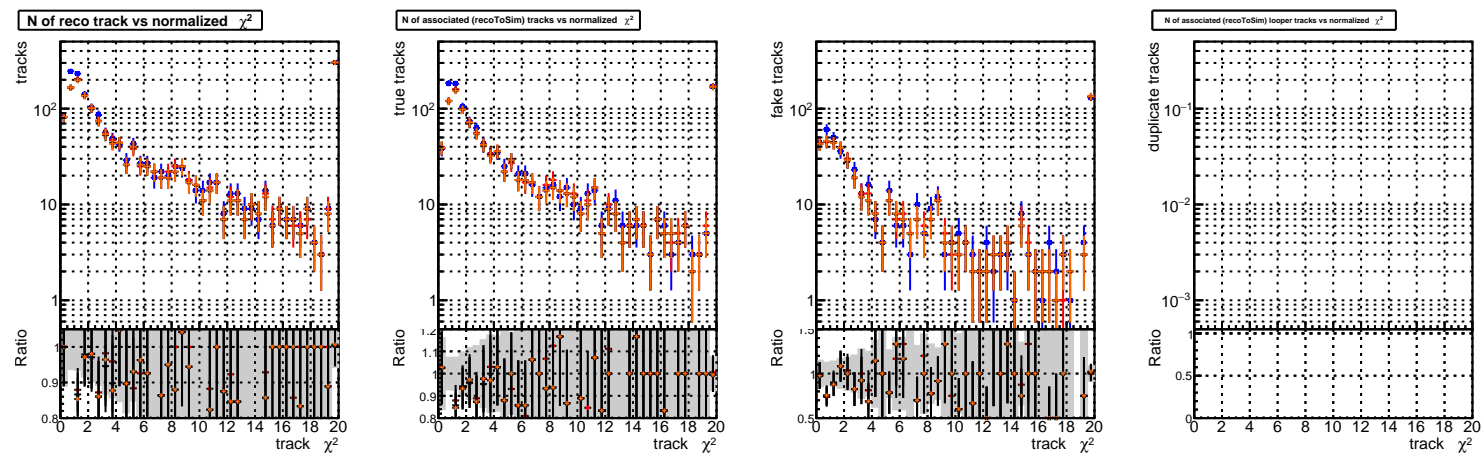 N of reco track vs normalized χ²
tracks
10²
10
1
Ratio
1
0.9
0.8
0 2 4 6 8 10 12 14 16 18 20
track χ²
N of associated (recoToSim) tracks vs normalized χ²
true tracks
10²
10
1
Ratio
1.2
1.1
1
0.9
0.8
0 2 4 6 8 10 12 14 16 18 20
track χ²
fake tracks
10²
10
1
Ratio
1.5
1
0.5
0 2 4 6 8 10 12 14 16 18 20
track χ²
N of associated (recoToSim) looper tracks vs normalized χ²
duplicate tracks
10⁻¹
10⁻²
10⁻³
Ratio
1
0.5
0
0 2 4 6 8 10 12 14 16 18 20
track χ²